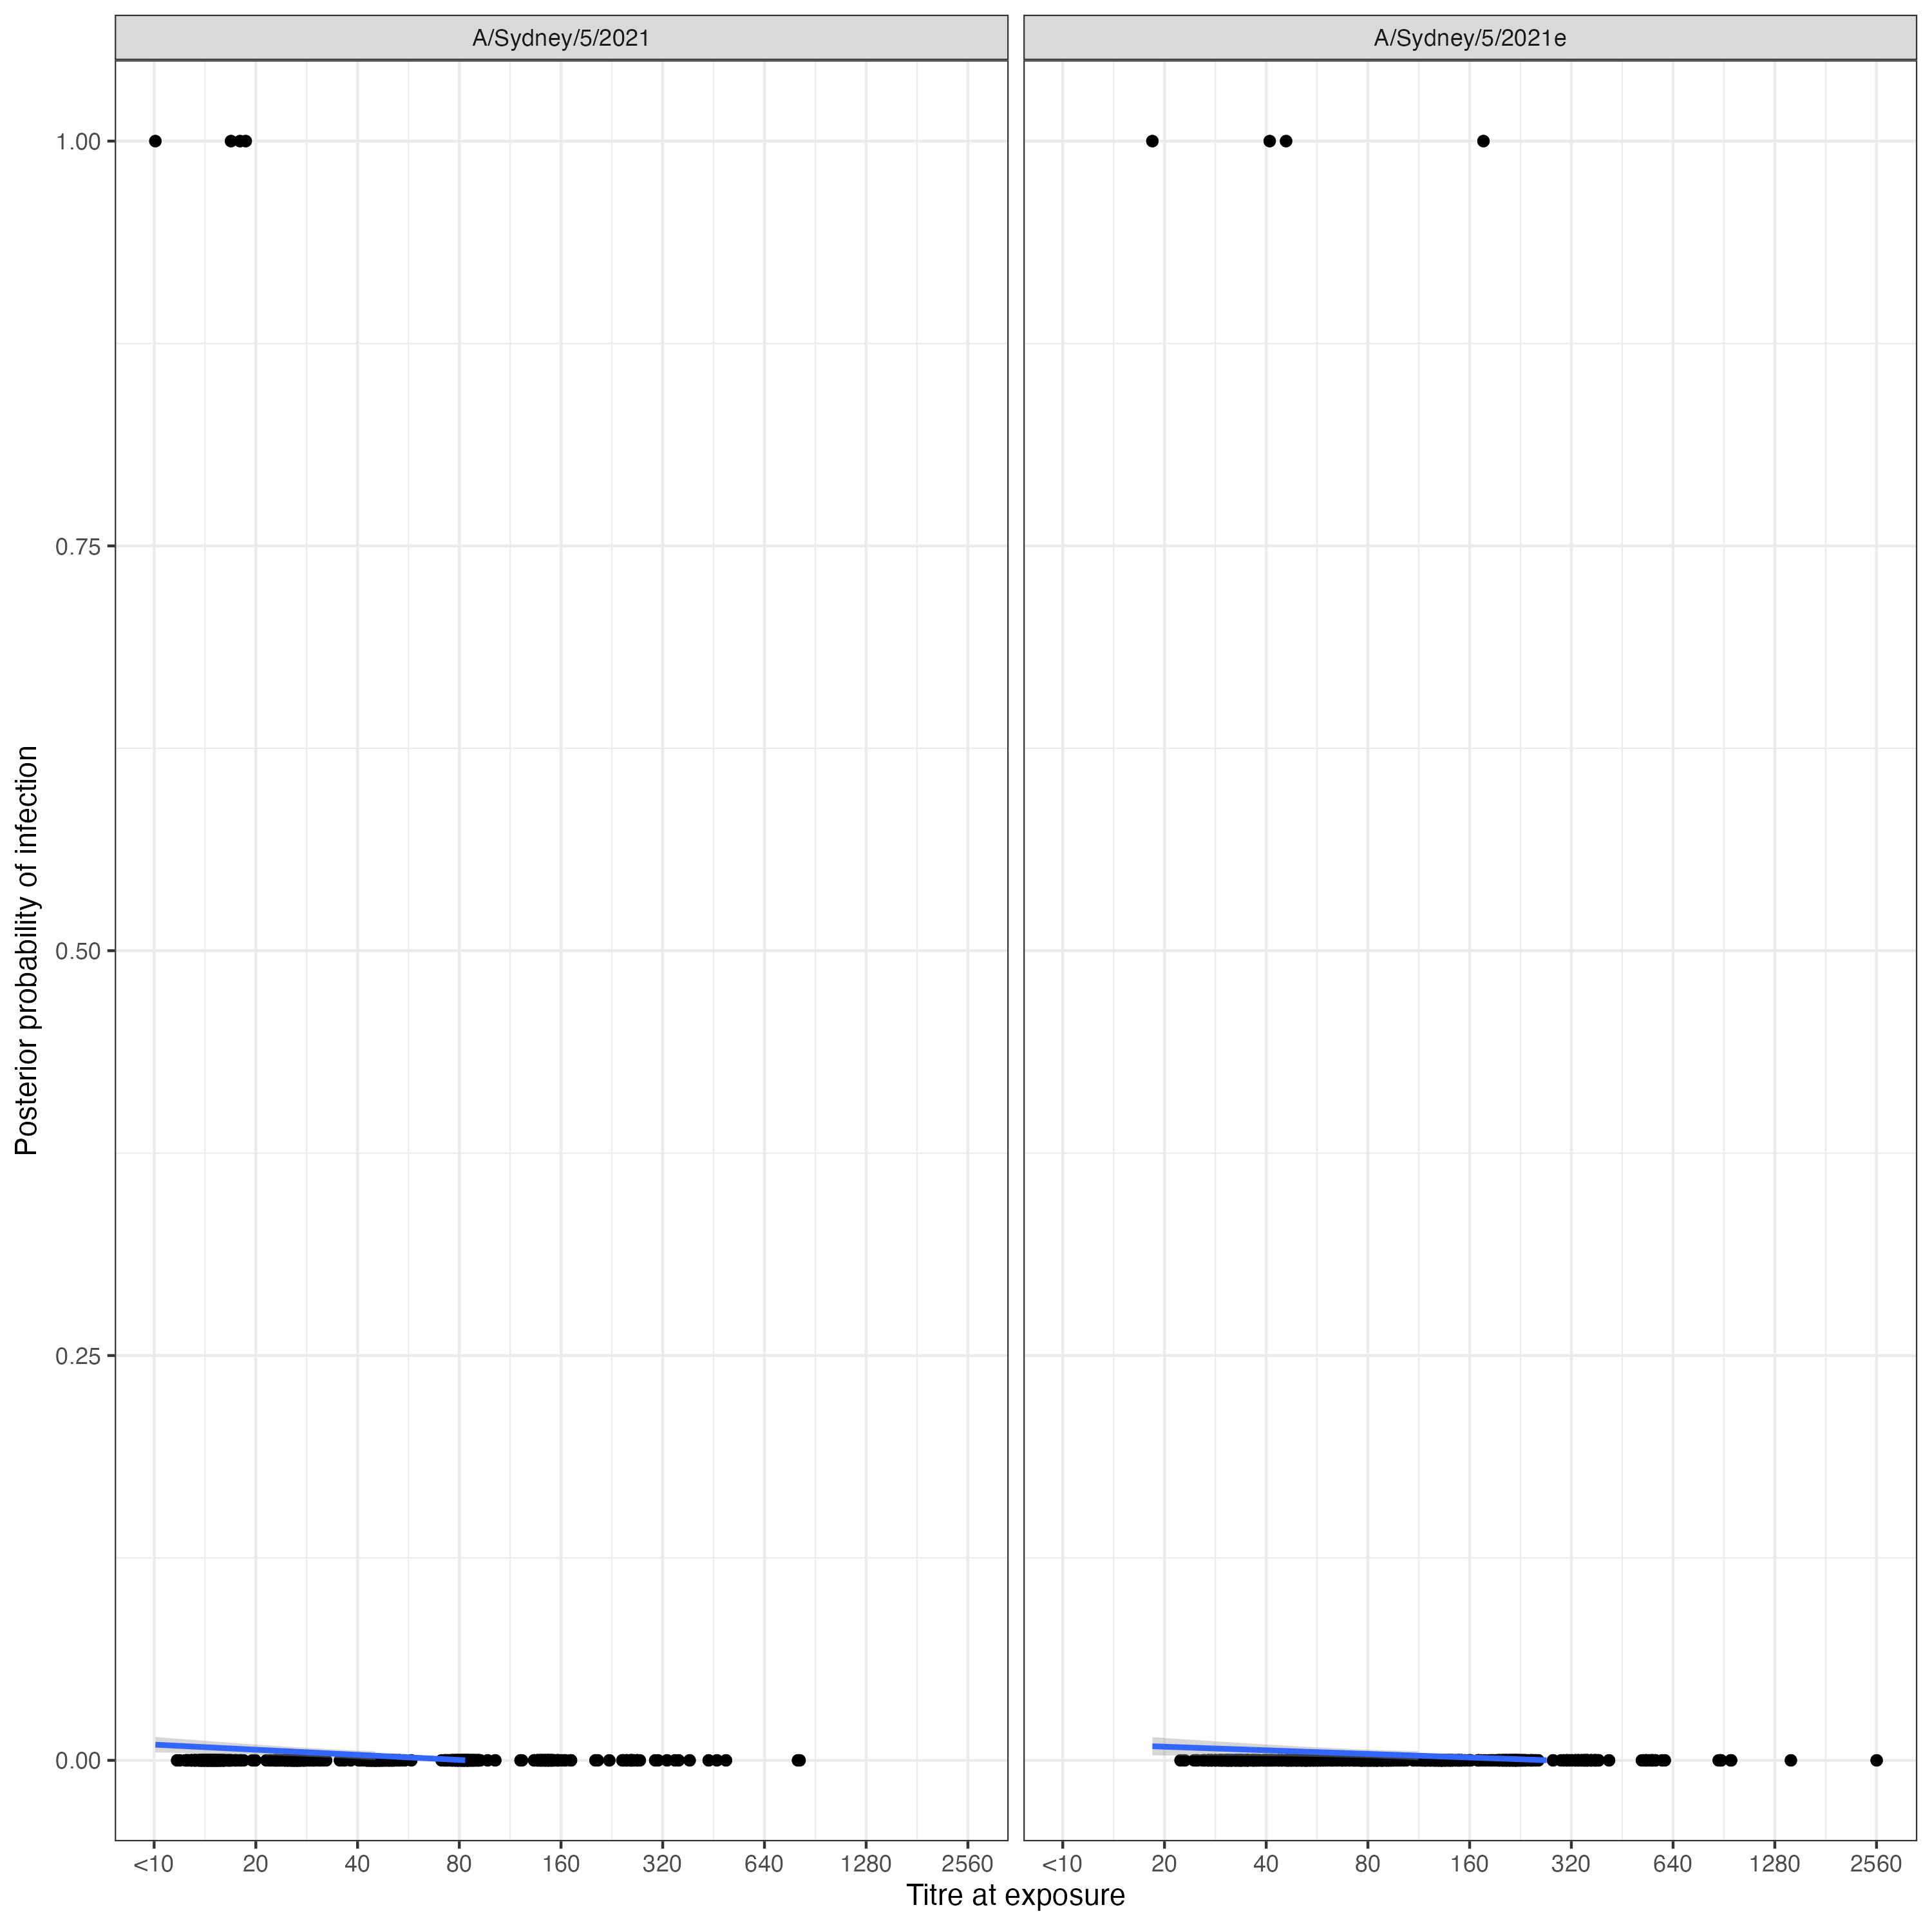 A/Sydney/5/2021
A/Sydney/5/2021e
Posterior probability of infection
1.00
0.75
0.50
0.25
0.00
<10 20 40 80 160 320 640 1280 2560
<10 20 40 80 160 320 640 1280 2560
Titre at exposure